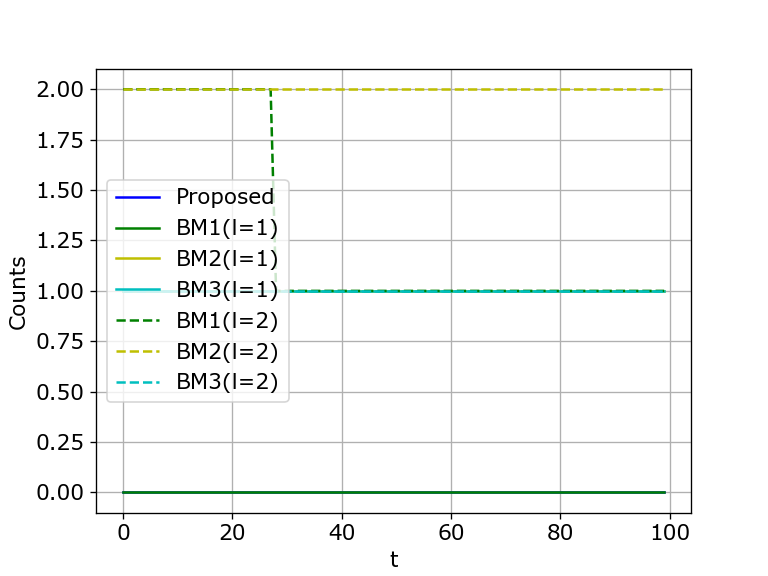 2.00
1.75
1.50
1.25
1.00
0.75
0.50
0.25
0.00
Counts
Proposed
BM1(l=1)
BM2(l=1)
BM3(l=1)
BM1(l=2)
BM2(l=2)
BM3(l=2)
0 20 40 60 80 100
t